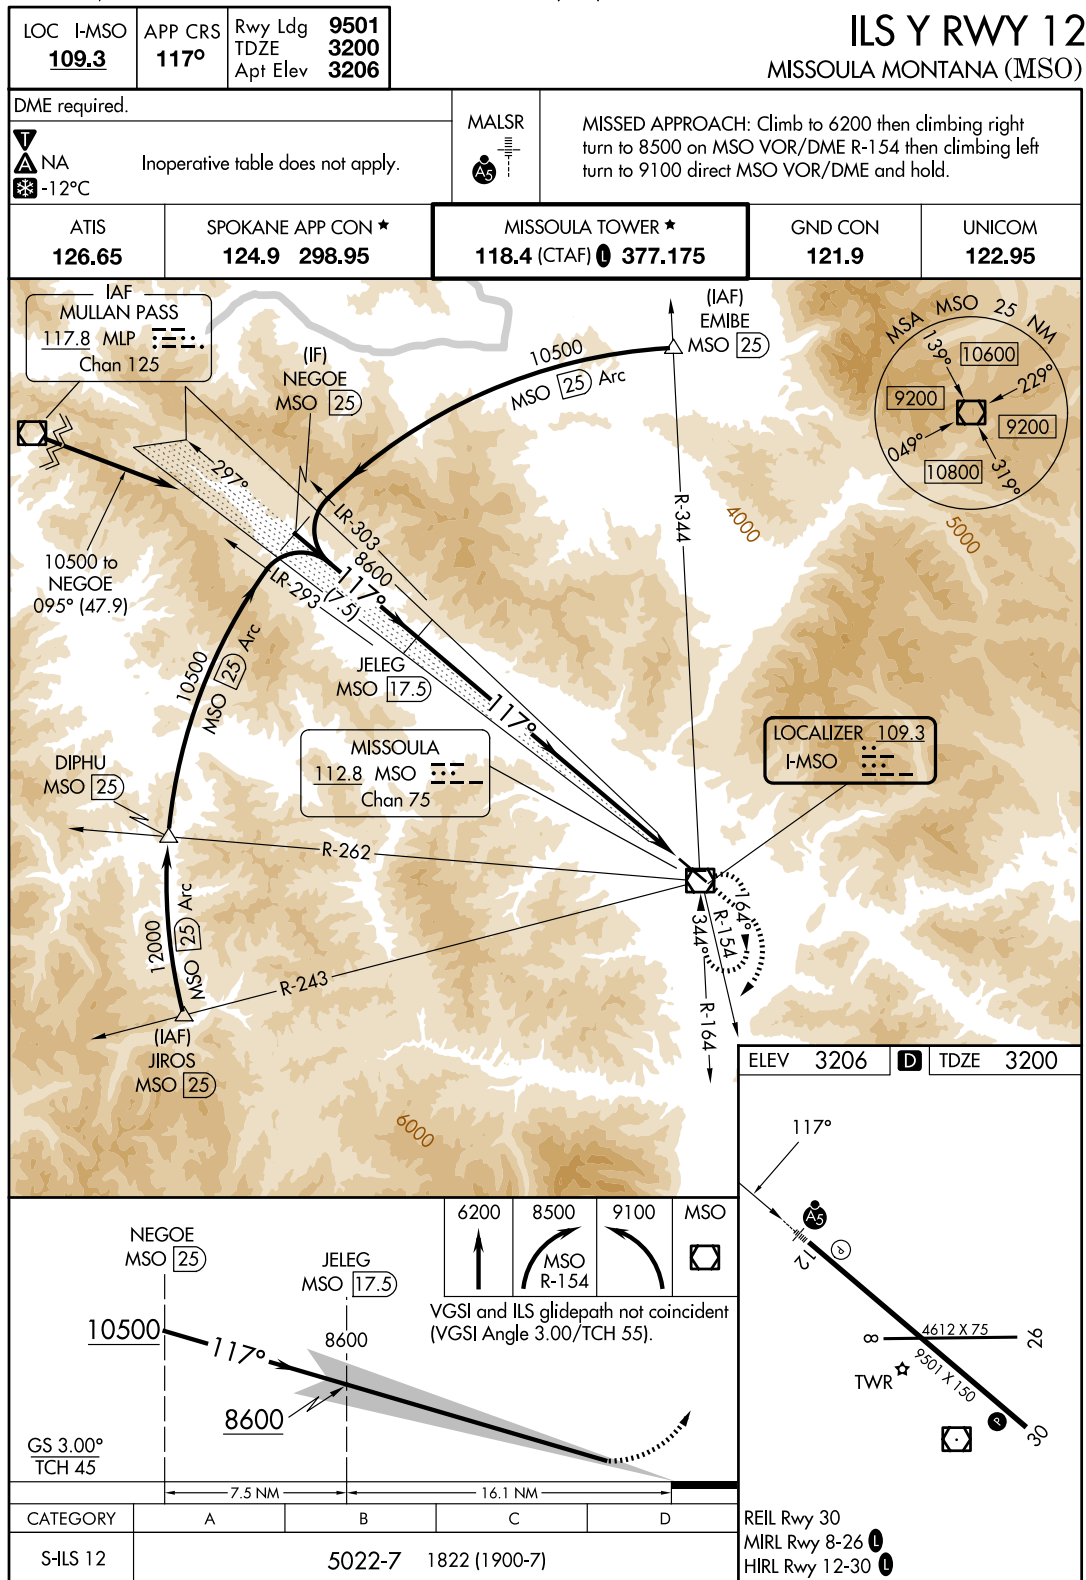 LOC I-MSO
109.3
APP CRS
117°
Rwy Ldg 9501
TDZE 3200
Apt Elev 3206
ILS Y RWY 12
MISSOULA MONTANA (MSO)
DME required.
T
A NA
-12°C
Inoperative table does not apply.
MALSR
A5
MISSED APPROACH: Climb to 6200 then climbing right
turn to 8500 on MSO VOR/DME R-154 then climbing left
turn to 9100 direct MSO VOR/DME and hold.
ATIS
126.65
SPOKANE APP CON ★
124.9 298.95
MISSOULA TOWER ★
118.4 (CTAF) L 377.175
GND CON
121.9
UNICOM
122.95
IAF
MULLAN PASS
117.8 MLP
Chan 125
(IF)
NEGOE
MSO 25
10500
MSO 25 Arc
(IAF)
EMIBE
MSO 25
MSA MSO 25 NM
139°
10600
229°
9200
9200
049°
10800
319°
297°
LR-303
8600
117°
(7.5)
LR-293
R-344
4000
5000
10500 to
NEGOE
095° (47.9)
10500
MSO 25 Arc
JELEG
MSO 17.5
117°
MISSOULA
112.8 MSO
Chan 75
LOCALIZER 109.3
I-MSO
DIPHU
MSO 25
R-262
12000
MSO 25 Arc
R-243
164°
R-154
344°
R-164
(IAF)
JIROS
MSO 25
6000
ELEV 3206 D TDZE 3200
117°
A5
P
12
8
4612 X 75
26
9501 X 150
TWR
P
30
REIL Rwy 30
MIRL Rwy 8-26 L
HIRL Rwy 12-30 L
NEGOE
MSO 25
JELEG
MSO 17.5
6200
8500
MSO
R-154
9100
MSO
VGSI and ILS glidepath not coincident
(VGSI Angle 3.00/TCH 55).
10500
117°
8600
8600
GS 3.00°
TCH 45
7.5 NM
16.1 NM
CATEGORY A B C D
S-ILS 12 5022-7 1822 (1900-7)